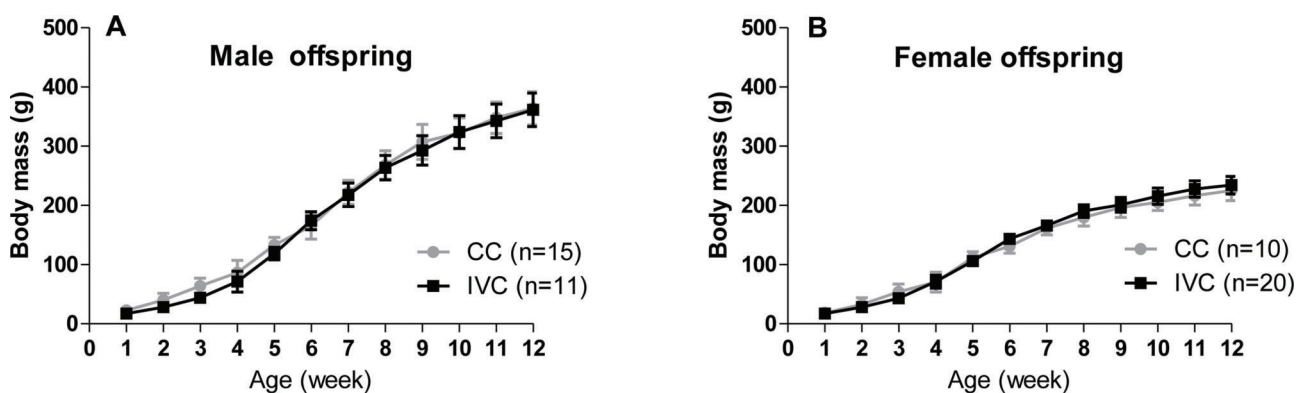 A
Male offspring
Body mass (g)
500
400
300
200
100
0
CC (n=15)
IVC (n=11)
0 1 2 3 4 5 6 7 8 9 10 11 12
Age (week)
B
Female offspring
Body mass (g)
500
400
300
200
100
0
CC (n=10)
IVC (n=20)
0 1 2 3 4 5 6 7 8 9 10 11 12
Age (week)